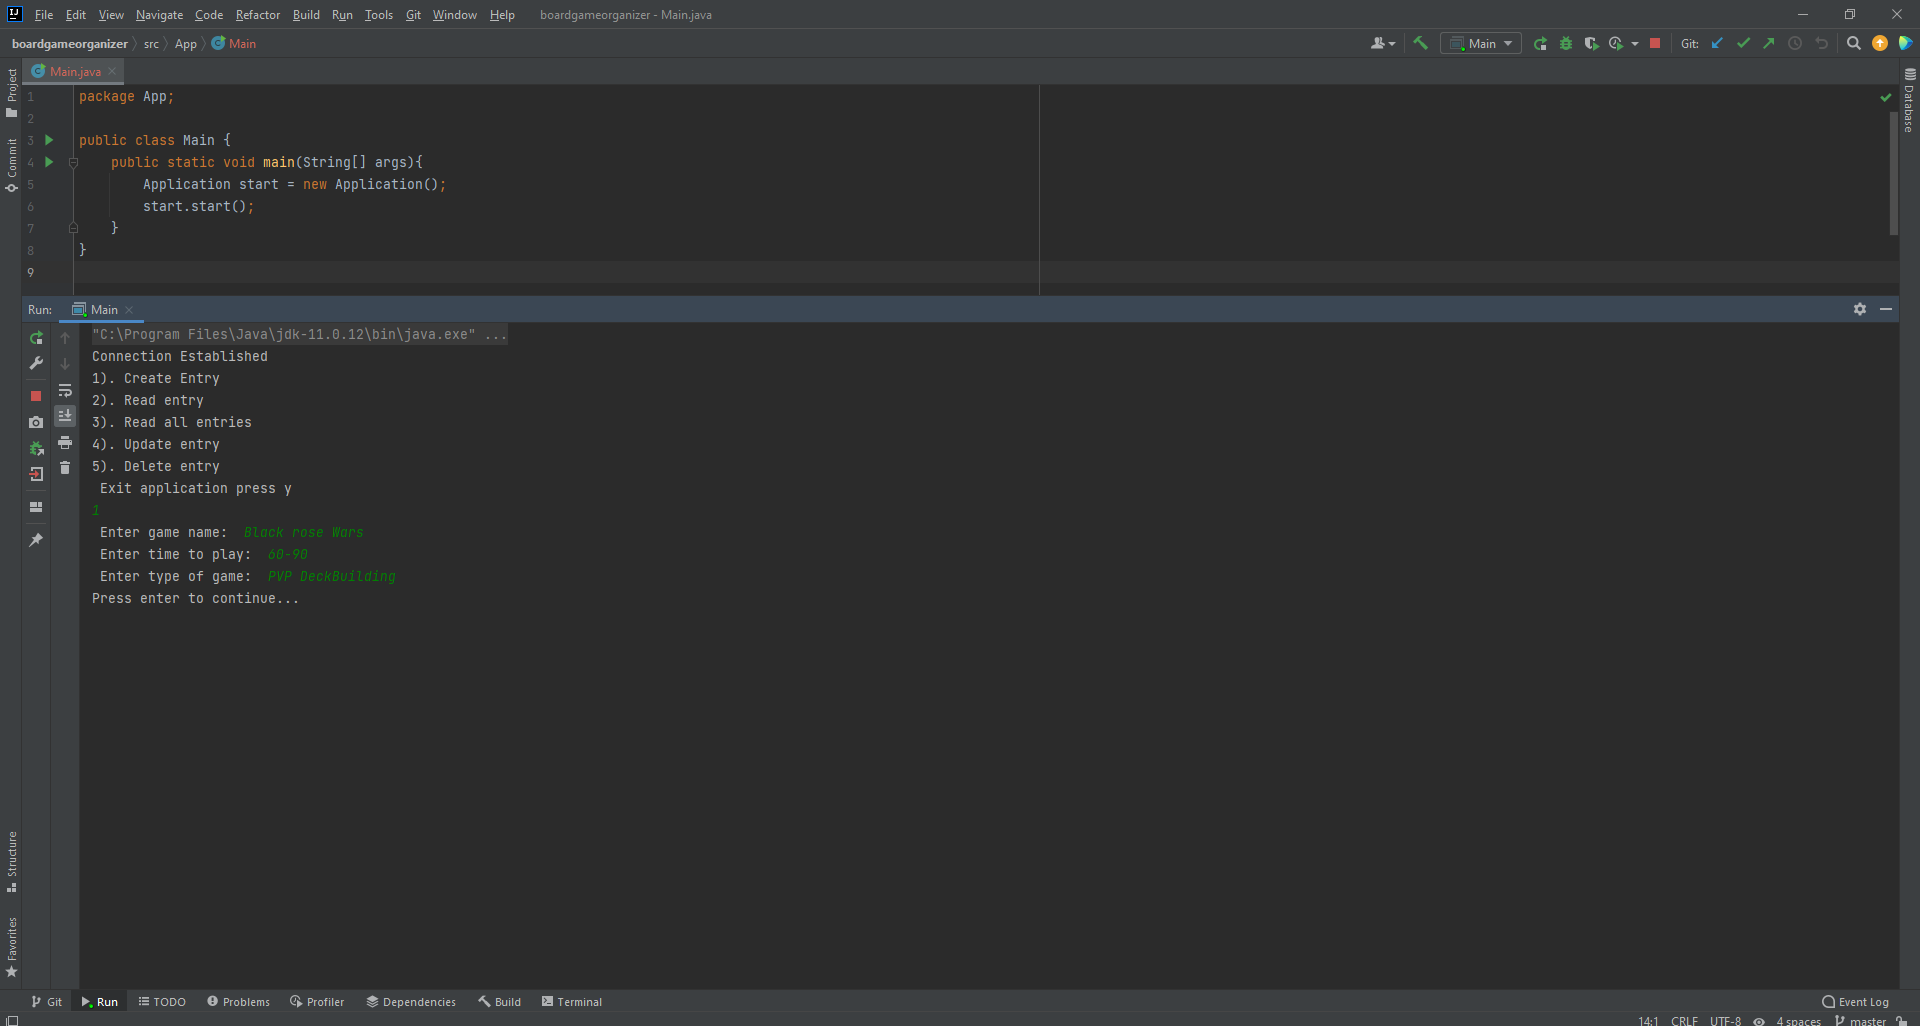 File Edit View Navigate Code Refactor Build Run Tools Git Window Help boardgameorganizer - Main.java
boardgameorganizer src App Main
Main Git:
Main.java
Project
Commit
Structure
Favorites
Database
1 package App;
2
3 public class Main {
4 public static void main(String[] args){
5 Application start = new Application();
6 start.start();
7 }
8 }
9
Run: Main
"C:\Program Files\Java\jdk-11.0.12\bin\java.exe" ...
Connection Established
1). Create Entry
2). Read entry
3). Read all entries
4). Update entry
5). Delete entry
Exit application press y
1
Enter game name: Black rose Wars
Enter time to play: 60-90
Enter type of game: PVP DeckBuilding
Press enter to continue...
Git Run TODO Problems Profiler Dependencies Build Terminal Event Log
14:1 CRLF UTF-8 4 spaces master